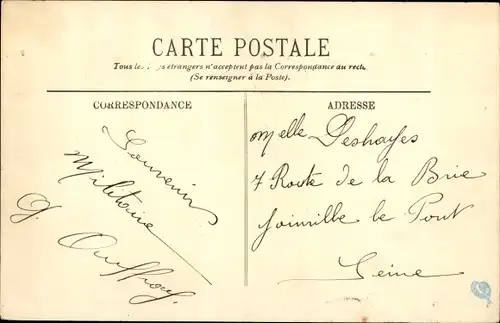 CARTE POSTALE
Tous les pays étrangers n'acceptent pas la Correspondance au recto
(Se renseigner à la Poste).
CORRESPONDANCE
Souvenir
Militaire
G.
ADRESSE
Melle Deshayes
7 Route de la Brie
Joinville le Pont
Seine